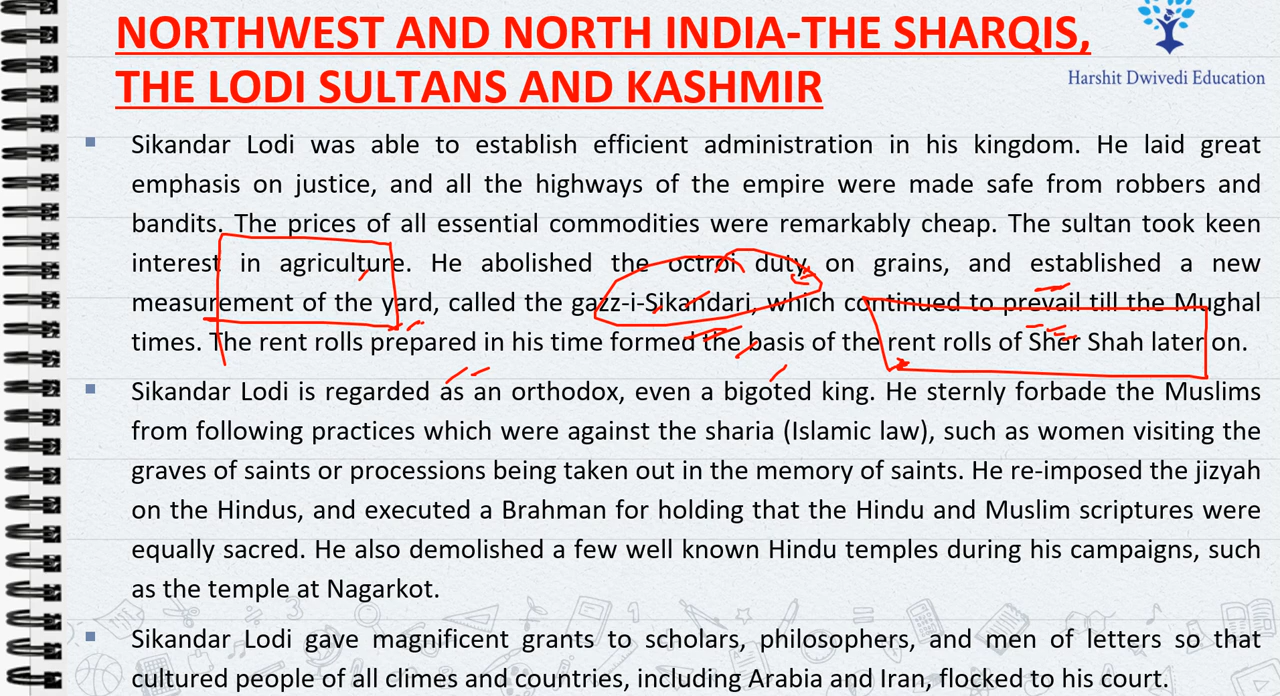 NORTHWEST AND NORTH INDIA-THE SHARQIS,
THE LODI SULTANS AND KASHMIR
Harshit Dwivedi Education
▪ Sikandar Lodi was able to establish efficient administration in his kingdom. He laid great
emphasis on justice, and all the highways of the empire were made safe from robbers and
bandits. The prices of all essential commodities were remarkably cheap. The sultan took keen
interest in agriculture. He abolished the octroi duty on grains, and established a new
measurement of the yard, called the gazz-i-Sikandari, which continued to prevail till the Mughal
times. The rent rolls prepared in his time formed the basis of the rent rolls of Sher Shah later on.
▪ Sikandar Lodi is regarded as an orthodox, even a bigoted king. He sternly forbade the Muslims
from following practices which were against the sharia (Islamic law), such as women visiting the
graves of saints or processions being taken out in the memory of saints. He re-imposed the jizyah
on the Hindus, and executed a Brahman for holding that the Hindu and Muslim scriptures were
equally sacred. He also demolished a few well known Hindu temples during his campaigns, such
as the temple at Nagarkot.
▪ Sikandar Lodi gave magnificent grants to scholars, philosophers, and men of letters so that
cultured people of all climes and countries, including Arabia and Iran, flocked to his court.